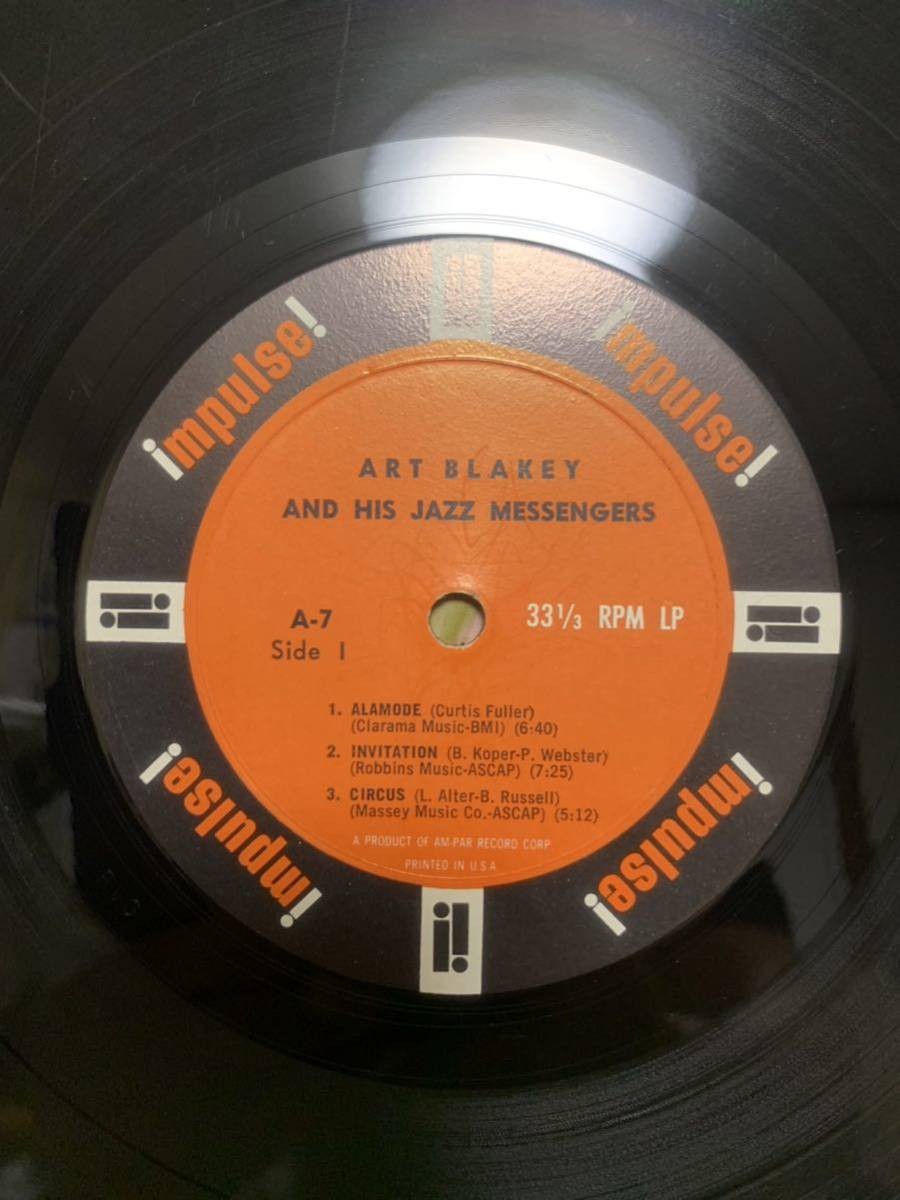 impulse!
impulse!
ART BLAKEY
AND HIS JAZZ MESSENGERS
A-7
Side 1
33 1/3 RPM LP
1. ALAMODE (Curtis Fuller)
(Clarama Music-BMI) (6:40)
2. INVITATION (B. Koper-P. Webster)
(Robbins Music-ASCAP) (7:25)
3. CIRCUS (L. Alter-B. Russell)
(Massey Music Co.-ASCAP) (5:12)
A PRODUCT OF AM-PAR RECORD CORP
PRINTED IN U.S.A.
impulse!
impulse!